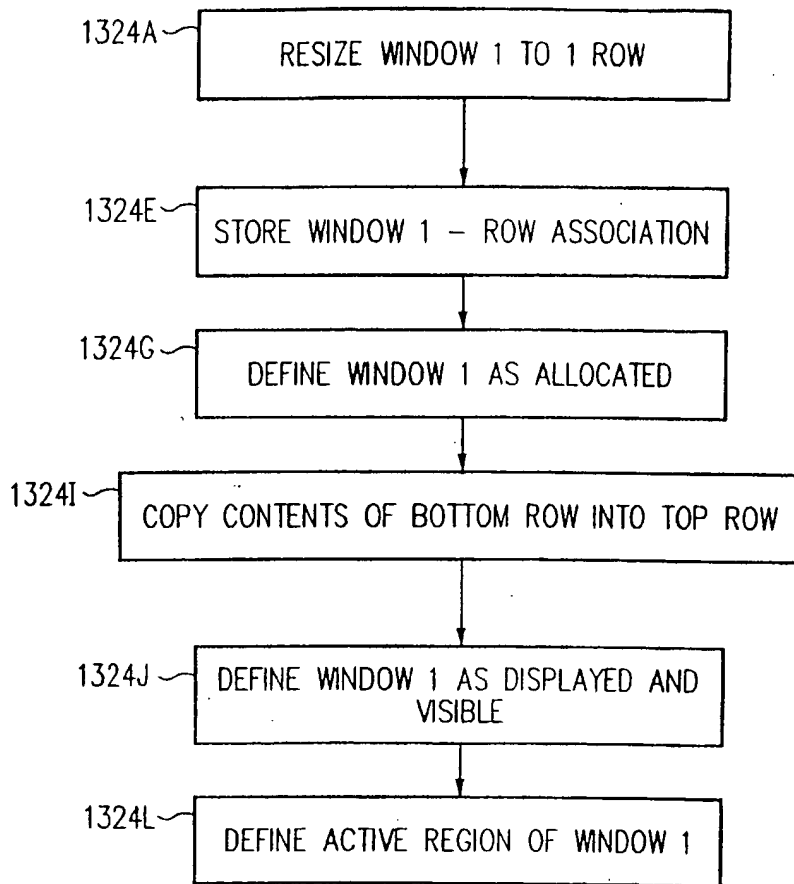 1324A
RESIZE WINDOW 1 TO 1 ROW
1324E
STORE WINDOW 1 – ROW ASSOCIATION
1324G
DEFINE WINDOW 1 AS ALLOCATED
1324I
COPY CONTENTS OF BOTTOM ROW INTO TOP ROW
1324J
DEFINE WINDOW 1 AS DISPLAYED AND
VISIBLE
1324L
DEFINE ACTIVE REGION OF WINDOW 1